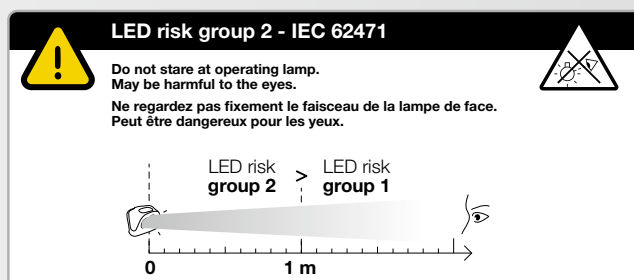 LED risk group 2 - IEC 62471
Do not stare at operating lamp.
May be harmful to the eyes.
Ne regardez pas fixement le faisceau de la lampe de face.
Peut être dangereux pour les yeux.
LED risk > LED risk
group 2 group 1
0 1 m